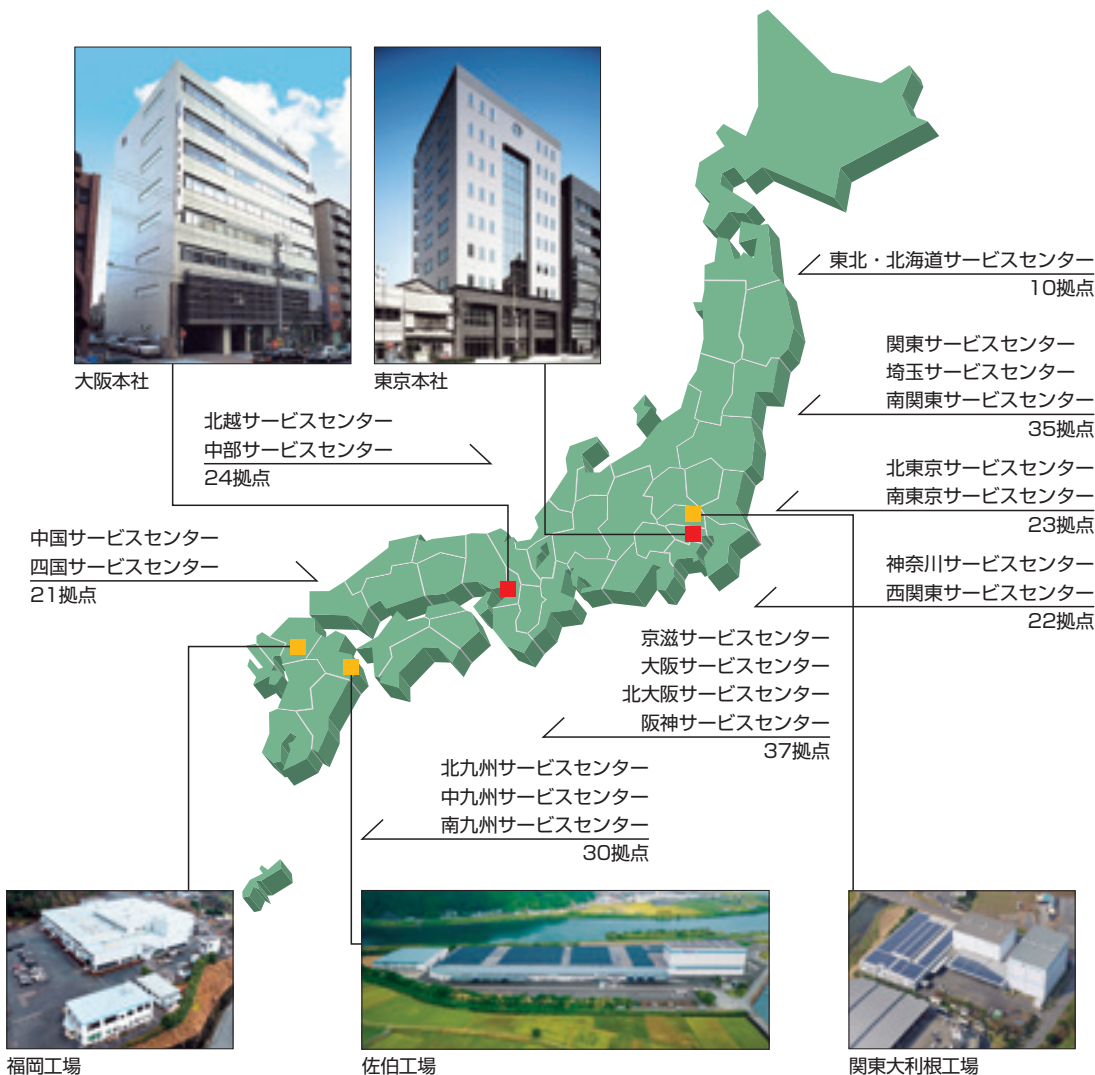 大阪本社
東京本社
東北・北海道サービスセンター
10拠点
関東サービスセンター
埼玉サービスセンター
南関東サービスセンター
35拠点
北越サービスセンター
中部サービスセンター
24拠点
北東京サービスセンター
南東京サービスセンター
23拠点
中国サービスセンター
四国サービスセンター
21拠点
神奈川サービスセンター
西関東サービスセンター
22拠点
京滋サービスセンター
大阪サービスセンター
北大阪サービスセンター
阪神サービスセンター
37拠点
北九州サービスセンター
中九州サービスセンター
南九州サービスセンター
30拠点
福岡工場
佐伯工場
関東大利根工場